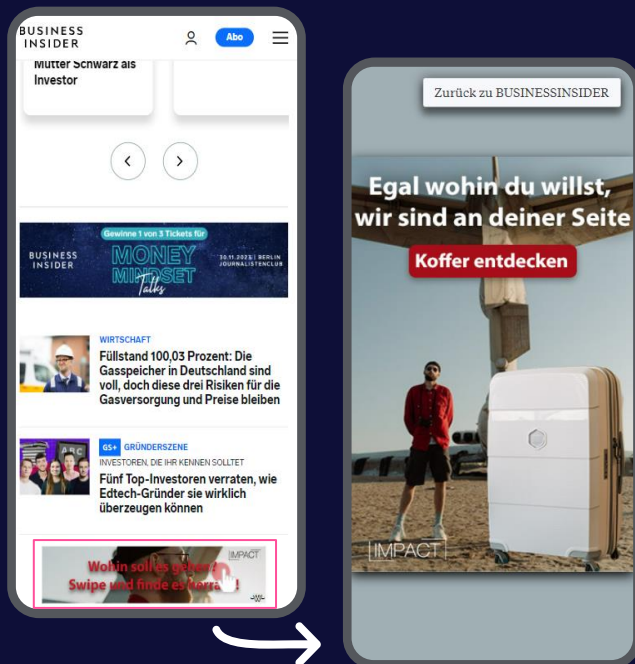 BUSINESS
INSIDER
Abo
Mutter Schwarz als
Investor
Gewinne 1 von 3 Tickets für
BUSINESS
INSIDER
MONEY
MINDSET
Talks
30.11.2023 | BERLIN
JOURNALISTENCLUB
WIRTSCHAFT
Füllstand 100,03 Prozent: Die
Gasspeicher in Deutschland sind
voll, doch diese drei Risiken für die
Gasversorgung und Preise bleiben
ABC
GS+ GRÜNDERSZENE
INVESTOREN, DIE IHR KENNEN SOLLTET
Fünf Top-Investoren verraten, wie
Edtech-Gründer sie wirklich
überzeugen können
IMPACT
Wohin soll es gehen
Swipe und finde es heraus!
Zurück zu BUSINESSINSIDER
Egal wohin du willst,
wir sind an deiner Seite
Koffer entdecken
IMPACT